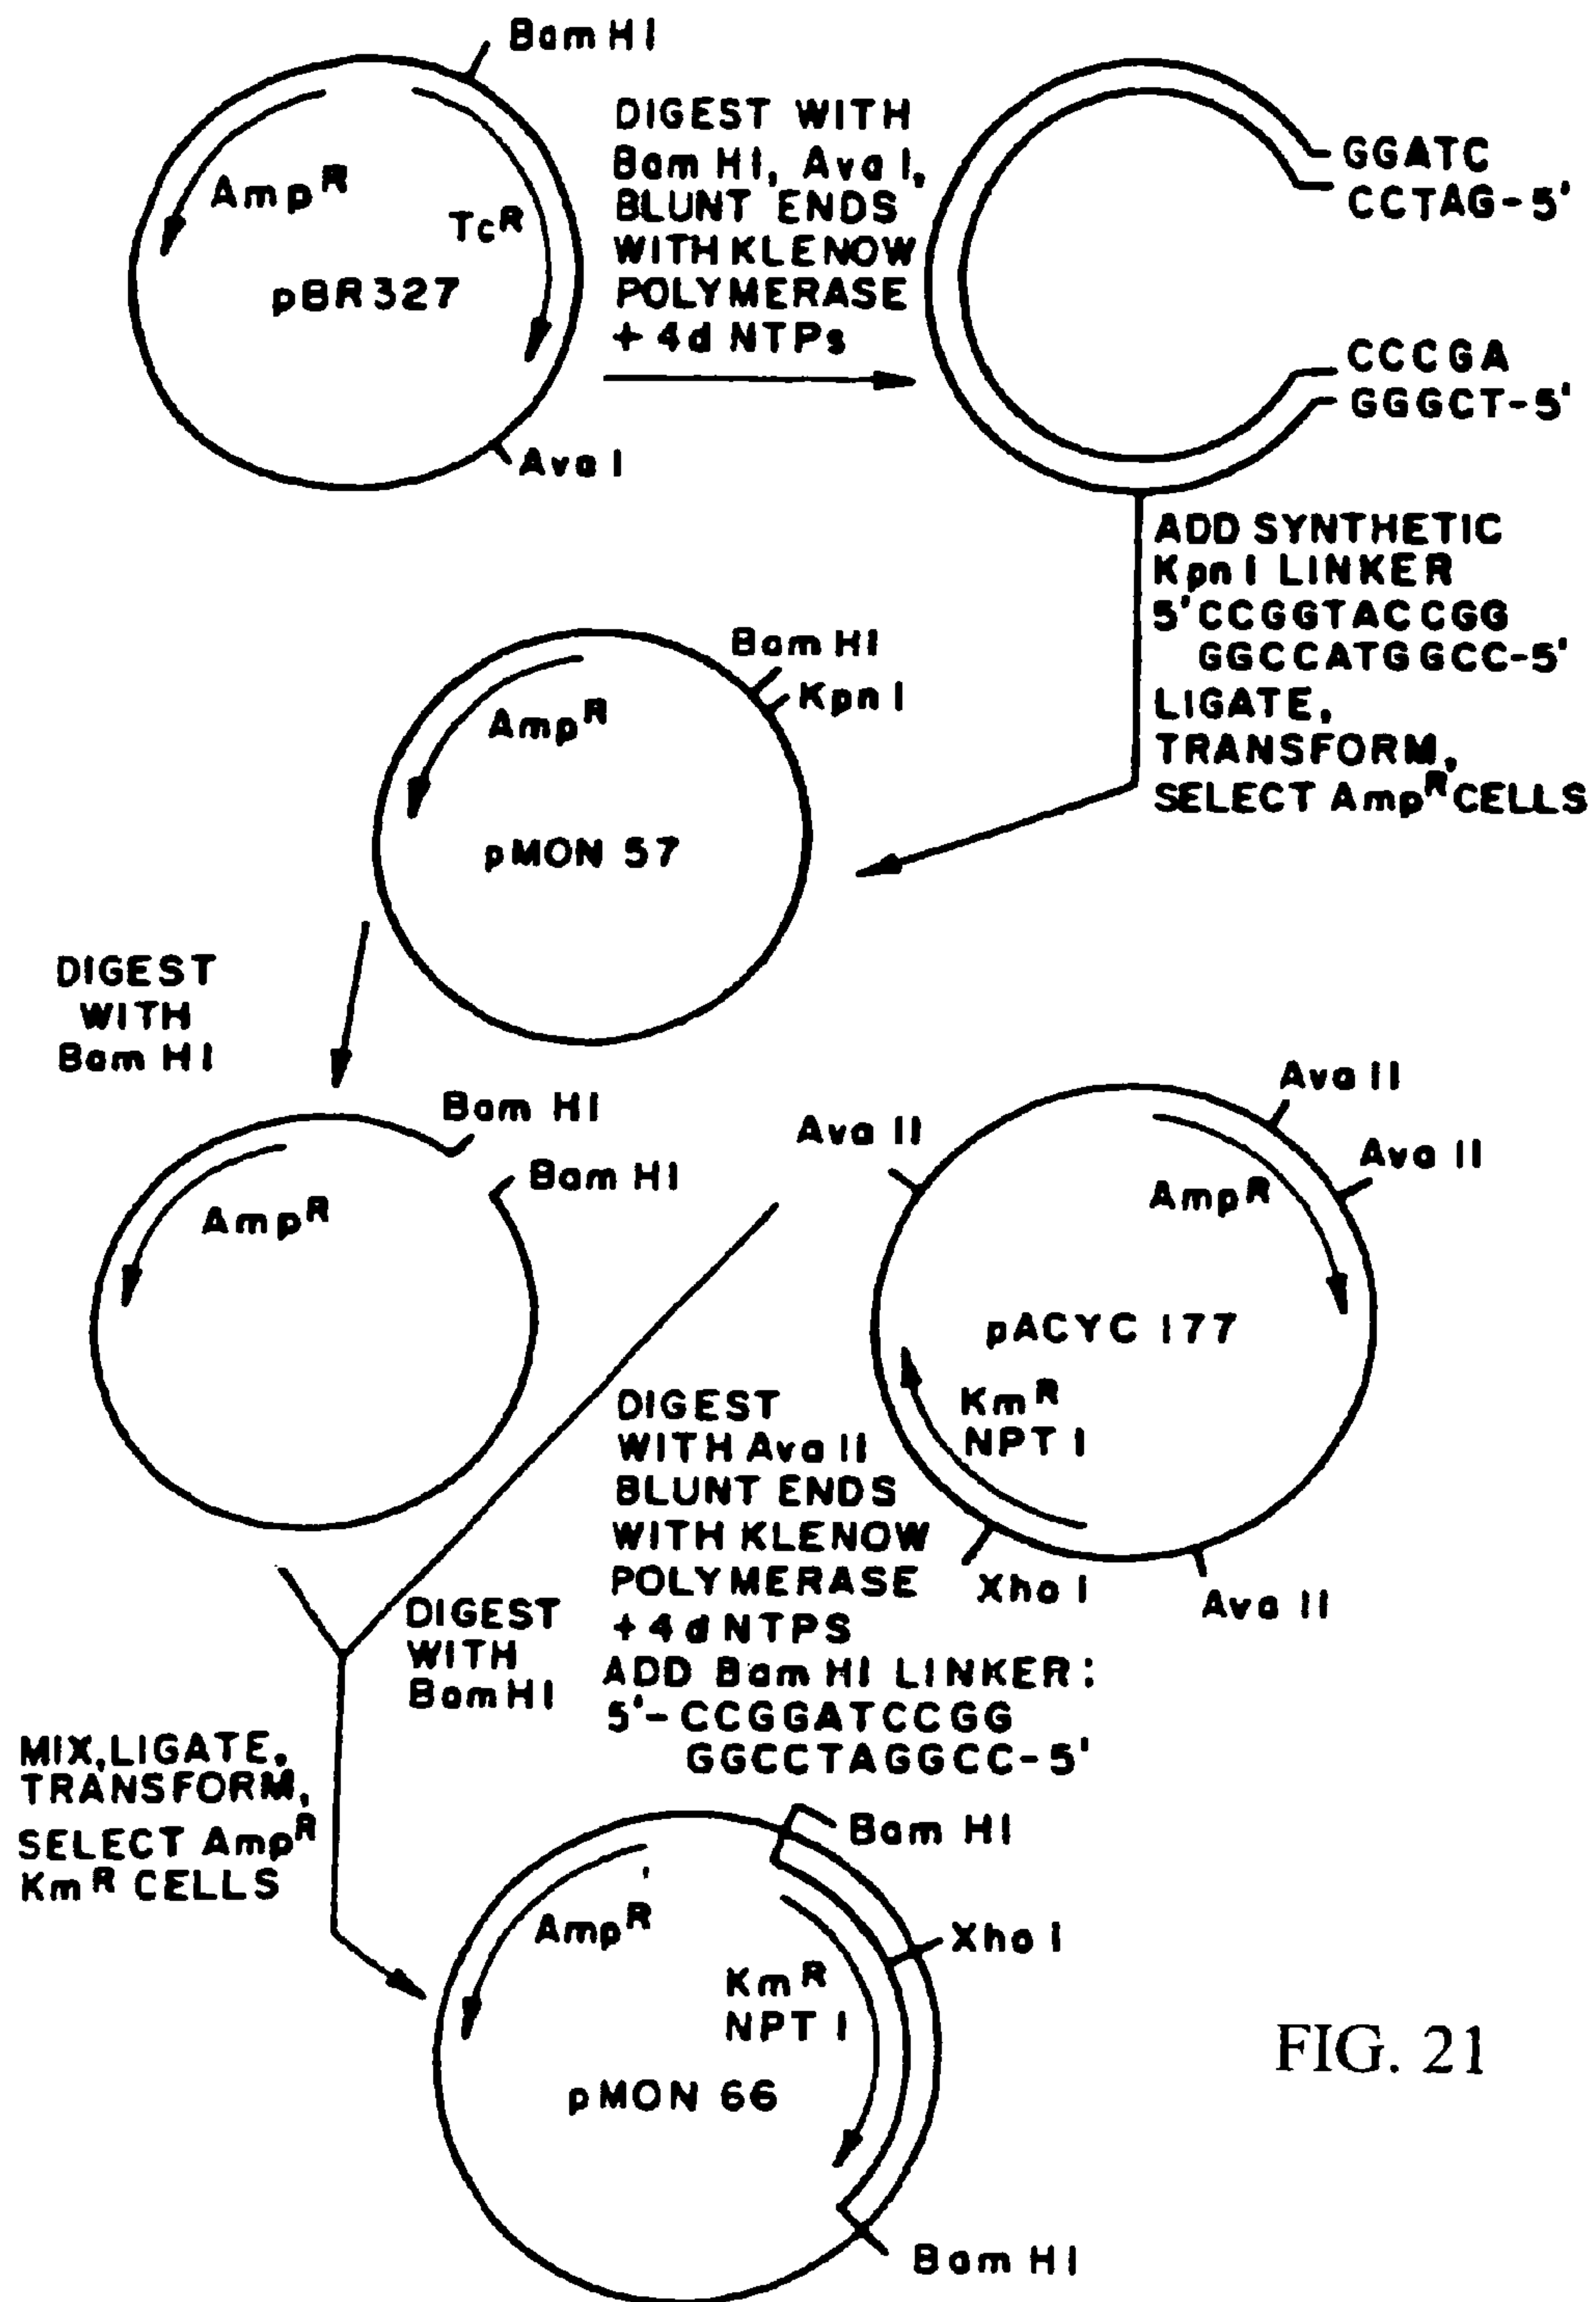 Bam HI
Amp R
Tc R
pBR327
Ava I
DIGEST WITH
Bam HI, Ava I,
BLUNT ENDS
WITH KLENOW
POLYMERASE
+ 4d NTPs
GGATC
CCTAG-5'
CCCGA
GGGCT-5'
ADD SYNTHETIC
Kpn I LINKER
5'CCGGTACCGG
GGCCATGGCC-5'
LIGATE,
TRANSFORM,
SELECT Amp R CELLS
Bam HI
Kpn I
Amp R
pMON 57
DIGEST
WITH
Bam HI
Bam HI
Bam HI
Amp R
Ava II
Ava II
Ava II
Amp R
pACYC 177
Km R
NPT I
Xho I
Ava II
DIGEST
WITH Ava II
BLUNT ENDS
WITH KLENOW
POLYMERASE
+4d NTPS
ADD Bam HI LINKER:
5'-CCGGATCCGG
GGCCTAGGCC-5'
DIGEST
WITH
Bam HI
MIX, LIGATE,
TRANSFORM,
SELECT Amp R
Km R CELLS
Bam HI
Xho I
Amp R
Km R
NPT I
pMON 66
Bam HI
FIG. 21